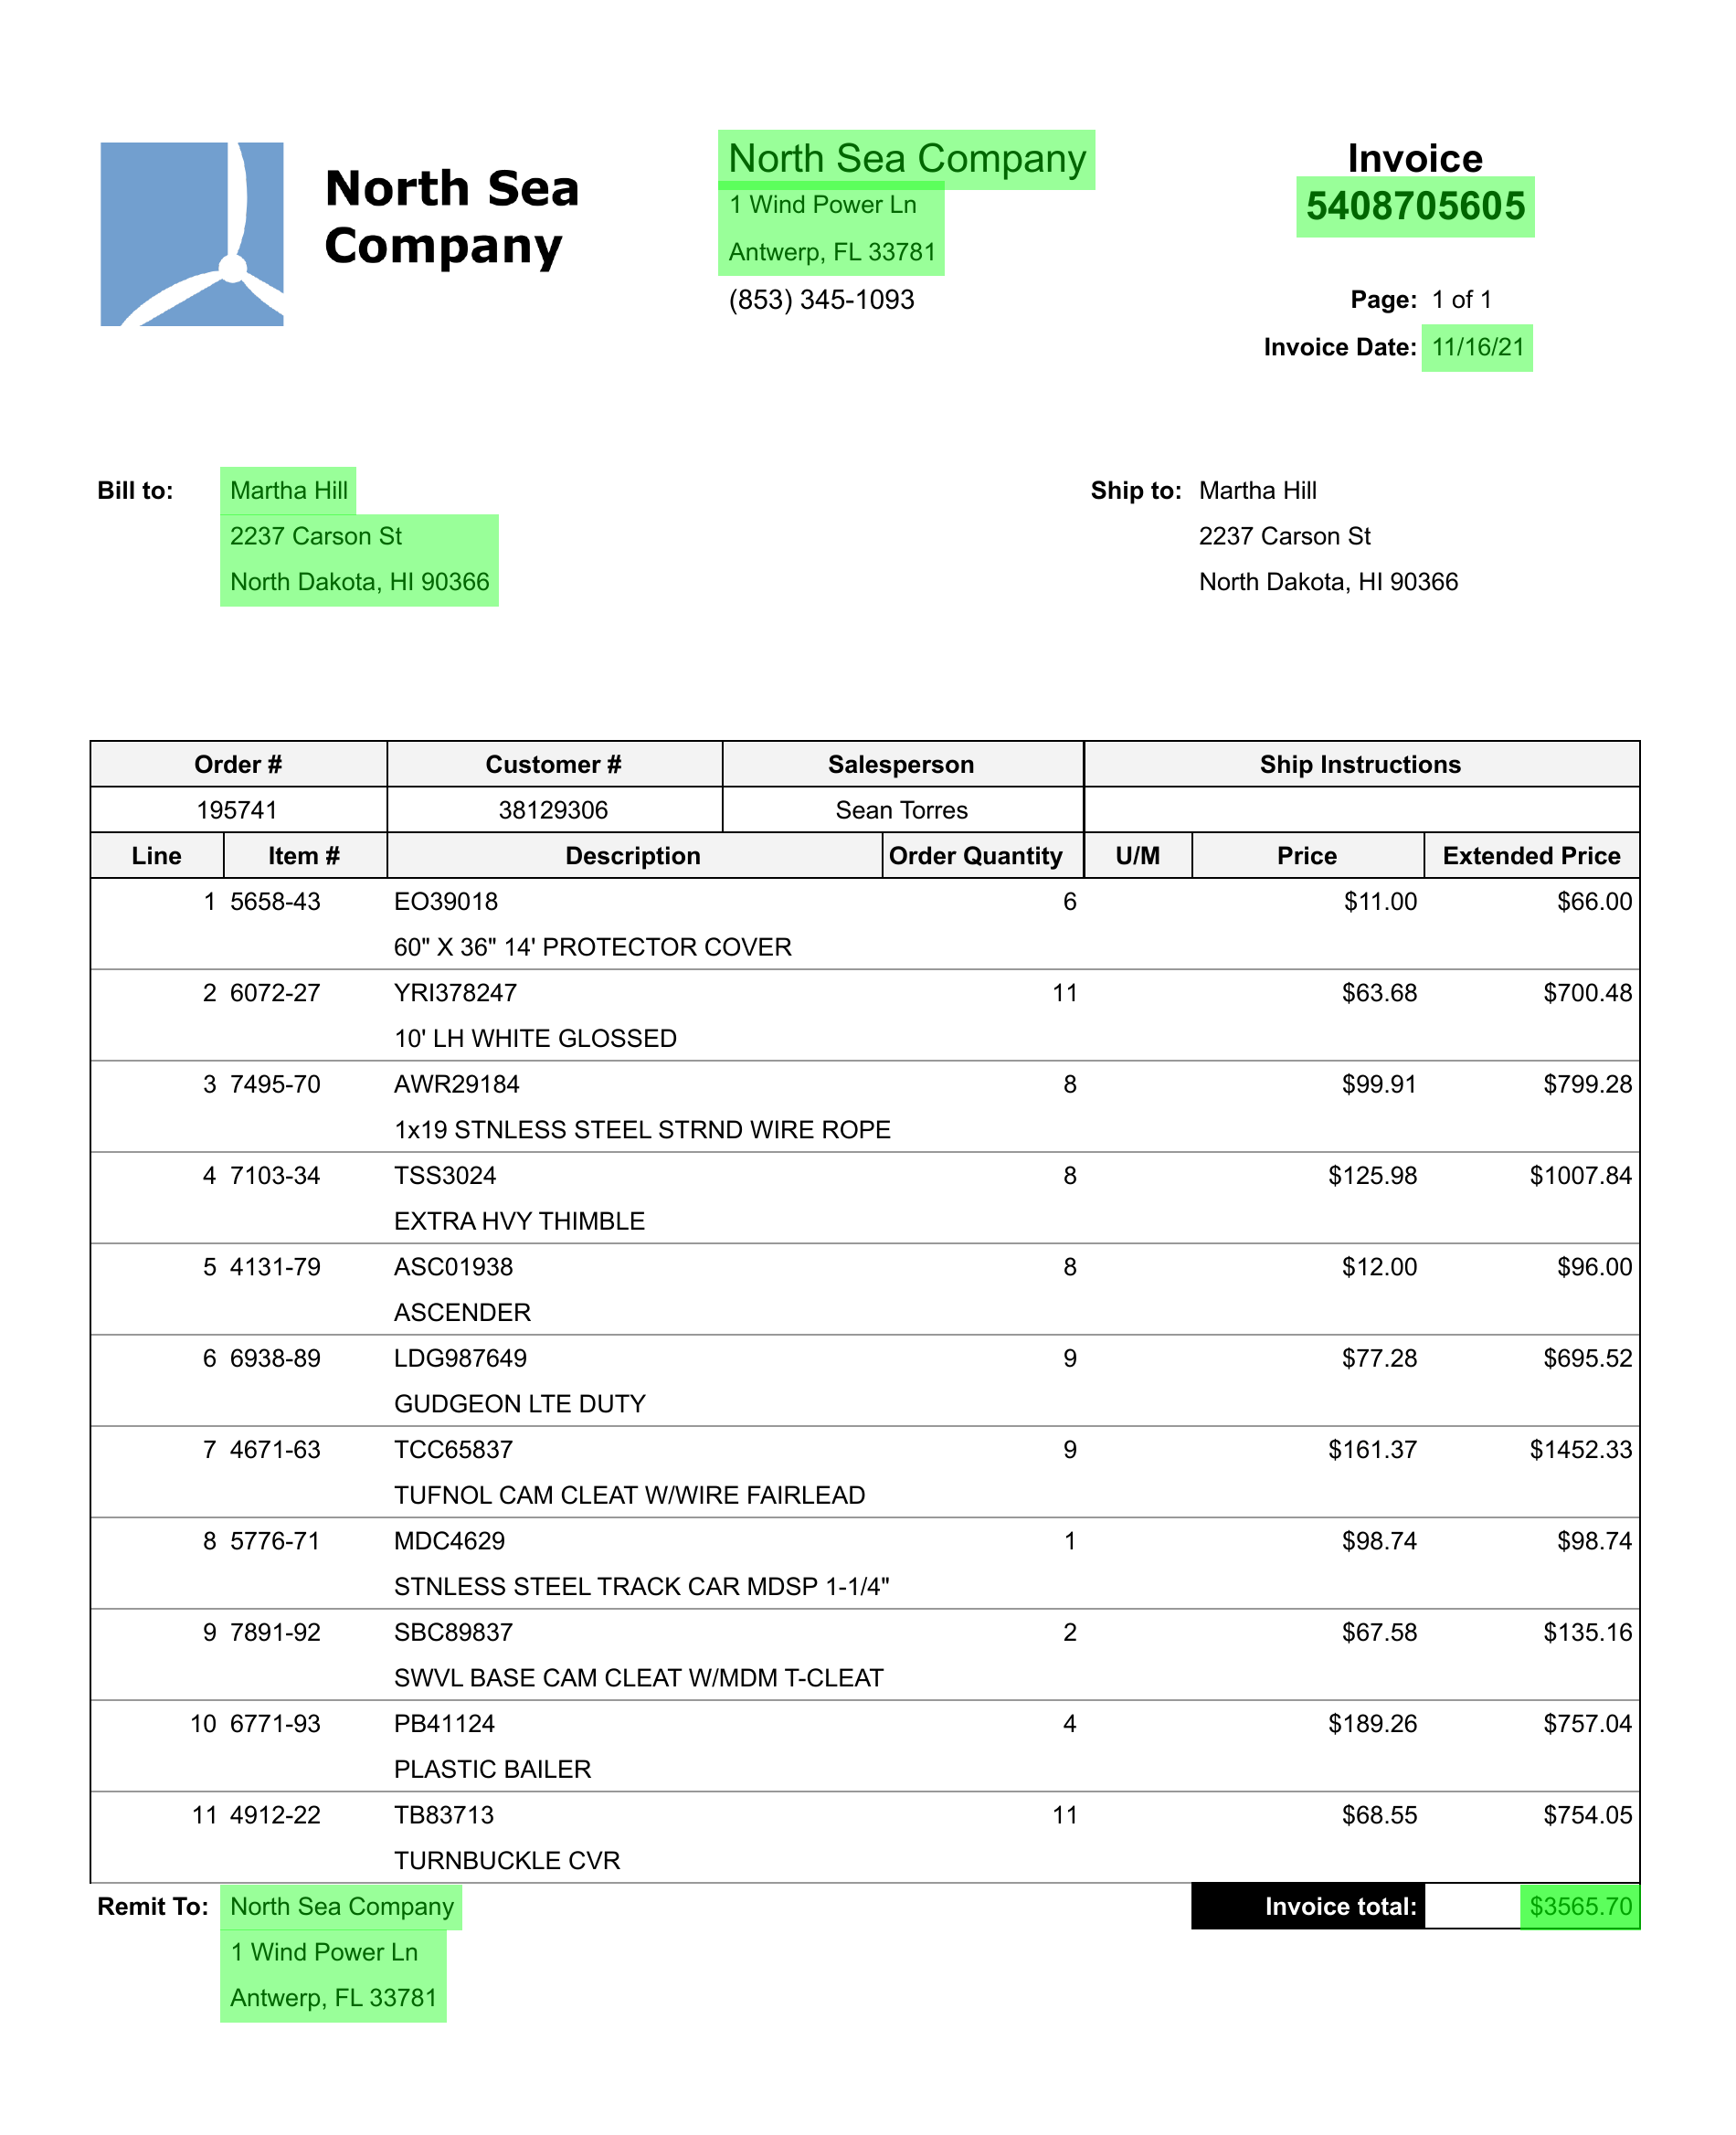 North Sea
Company
North Sea Company
1 Wind Power Ln
Antwerp, FL 33781
(853) 345-1093
Invoice
5408705605
Page: 1 of 1
Invoice Date: 11/16/21
Bill to: Martha Hill
2237 Carson St
North Dakota, HI 90366
Ship to: Martha Hill
2237 Carson St
North Dakota, HI 90366
Order # Customer # Salesperson Ship Instructions
195741 38129306 Sean Torres
Line Item # Description Order Quantity U/M Price Extended Price
1 5658-43 EO39018 6 $11.00 $66.00
60" X 36" 14' PROTECTOR COVER
2 6072-27 YRI378247 11 $63.68 $700.48
10' LH WHITE GLOSSED
3 7495-70 AWR29184 8 $99.91 $799.28
1x19 STNLESS STEEL STRND WIRE ROPE
4 7103-34 TSS3024 8 $125.98 $1007.84
EXTRA HVY THIMBLE
5 4131-79 ASC01938 8 $12.00 $96.00
ASCENDER
6 6938-89 LDG987649 9 $77.28 $695.52
GUDGEON LTE DUTY
7 4671-63 TCC65837 9 $161.37 $1452.33
TUFNOL CAM CLEAT W/WIRE FAIRLEAD
8 5776-71 MDC4629 1 $98.74 $98.74
STNLESS STEEL TRACK CAR MDSP 1-1/4"
9 7891-92 SBC89837 2 $67.58 $135.16
SWVL BASE CAM CLEAT W/MDM T-CLEAT
10 6771-93 PB41124 4 $189.26 $757.04
PLASTIC BAILER
11 4912-22 TB83713 11 $68.55 $754.05
TURNBUCKLE CVR
Remit To: North Sea Company Invoice total: $3565.70
1 Wind Power Ln
Antwerp, FL 33781